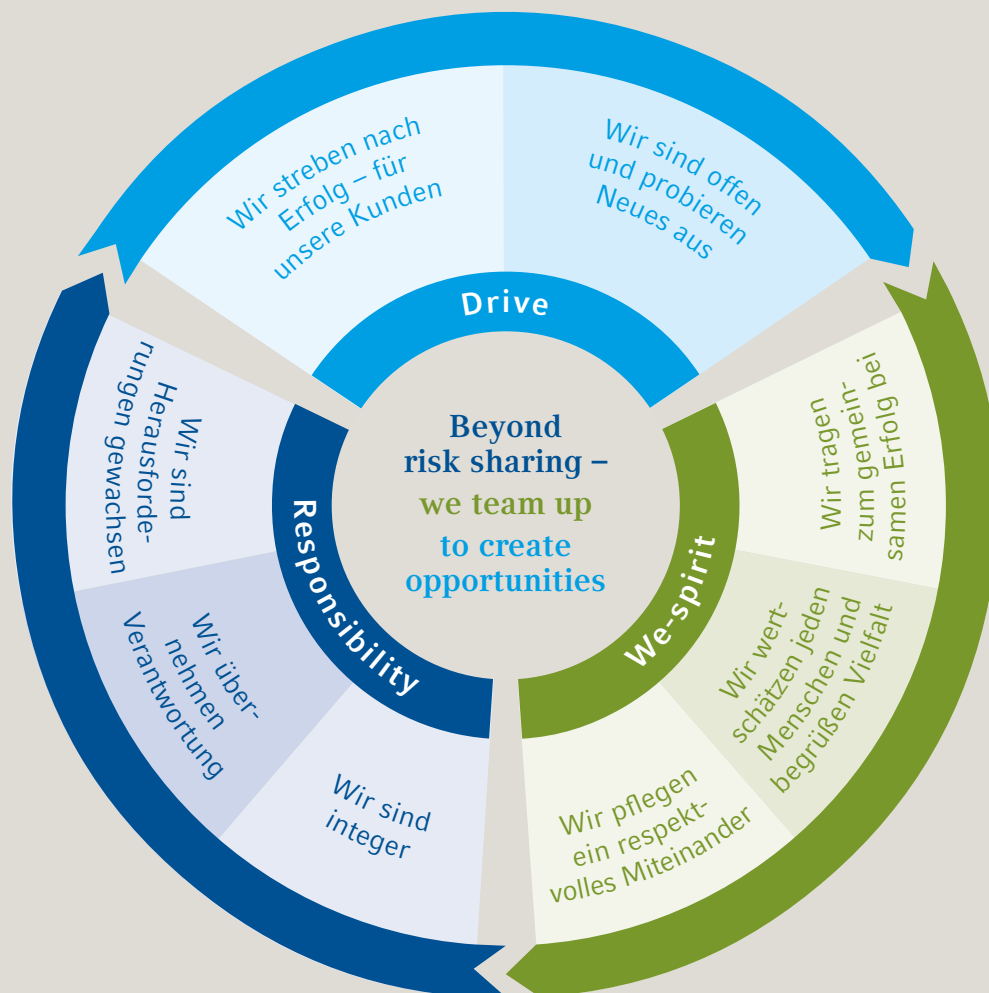 Wir streben nach
Erfolg – für
unsere Kunden
Wir sind offen
und probieren
Neues aus
Drive
Wir tragen
zum gemein-
samen Erfolg bei
Wir wert-
schätzen jeden
Menschen und
begrüßen Vielfalt
Wir pflegen
ein respekt-
volles Miteinander
We-spirit
Wir sind
integer
Wir über-
nehmen
Verantwortung
Wir sind
Herausforde-
rungen gewachsen
Responsibility
Beyond
risk sharing –
we team up
to create
opportunities